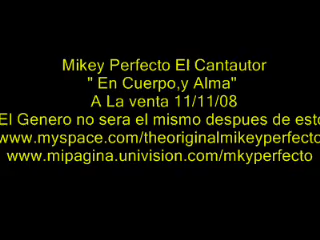 Mikey Perfecto El Cantautor
" En Cuerpo,y Alma"
A La venta 11/11/08
El Genero no sera el mismo despues de esto
www.myspace.com/theoriginalmikeyperfecto
www.mipagina.univision.com/mkyperfecto